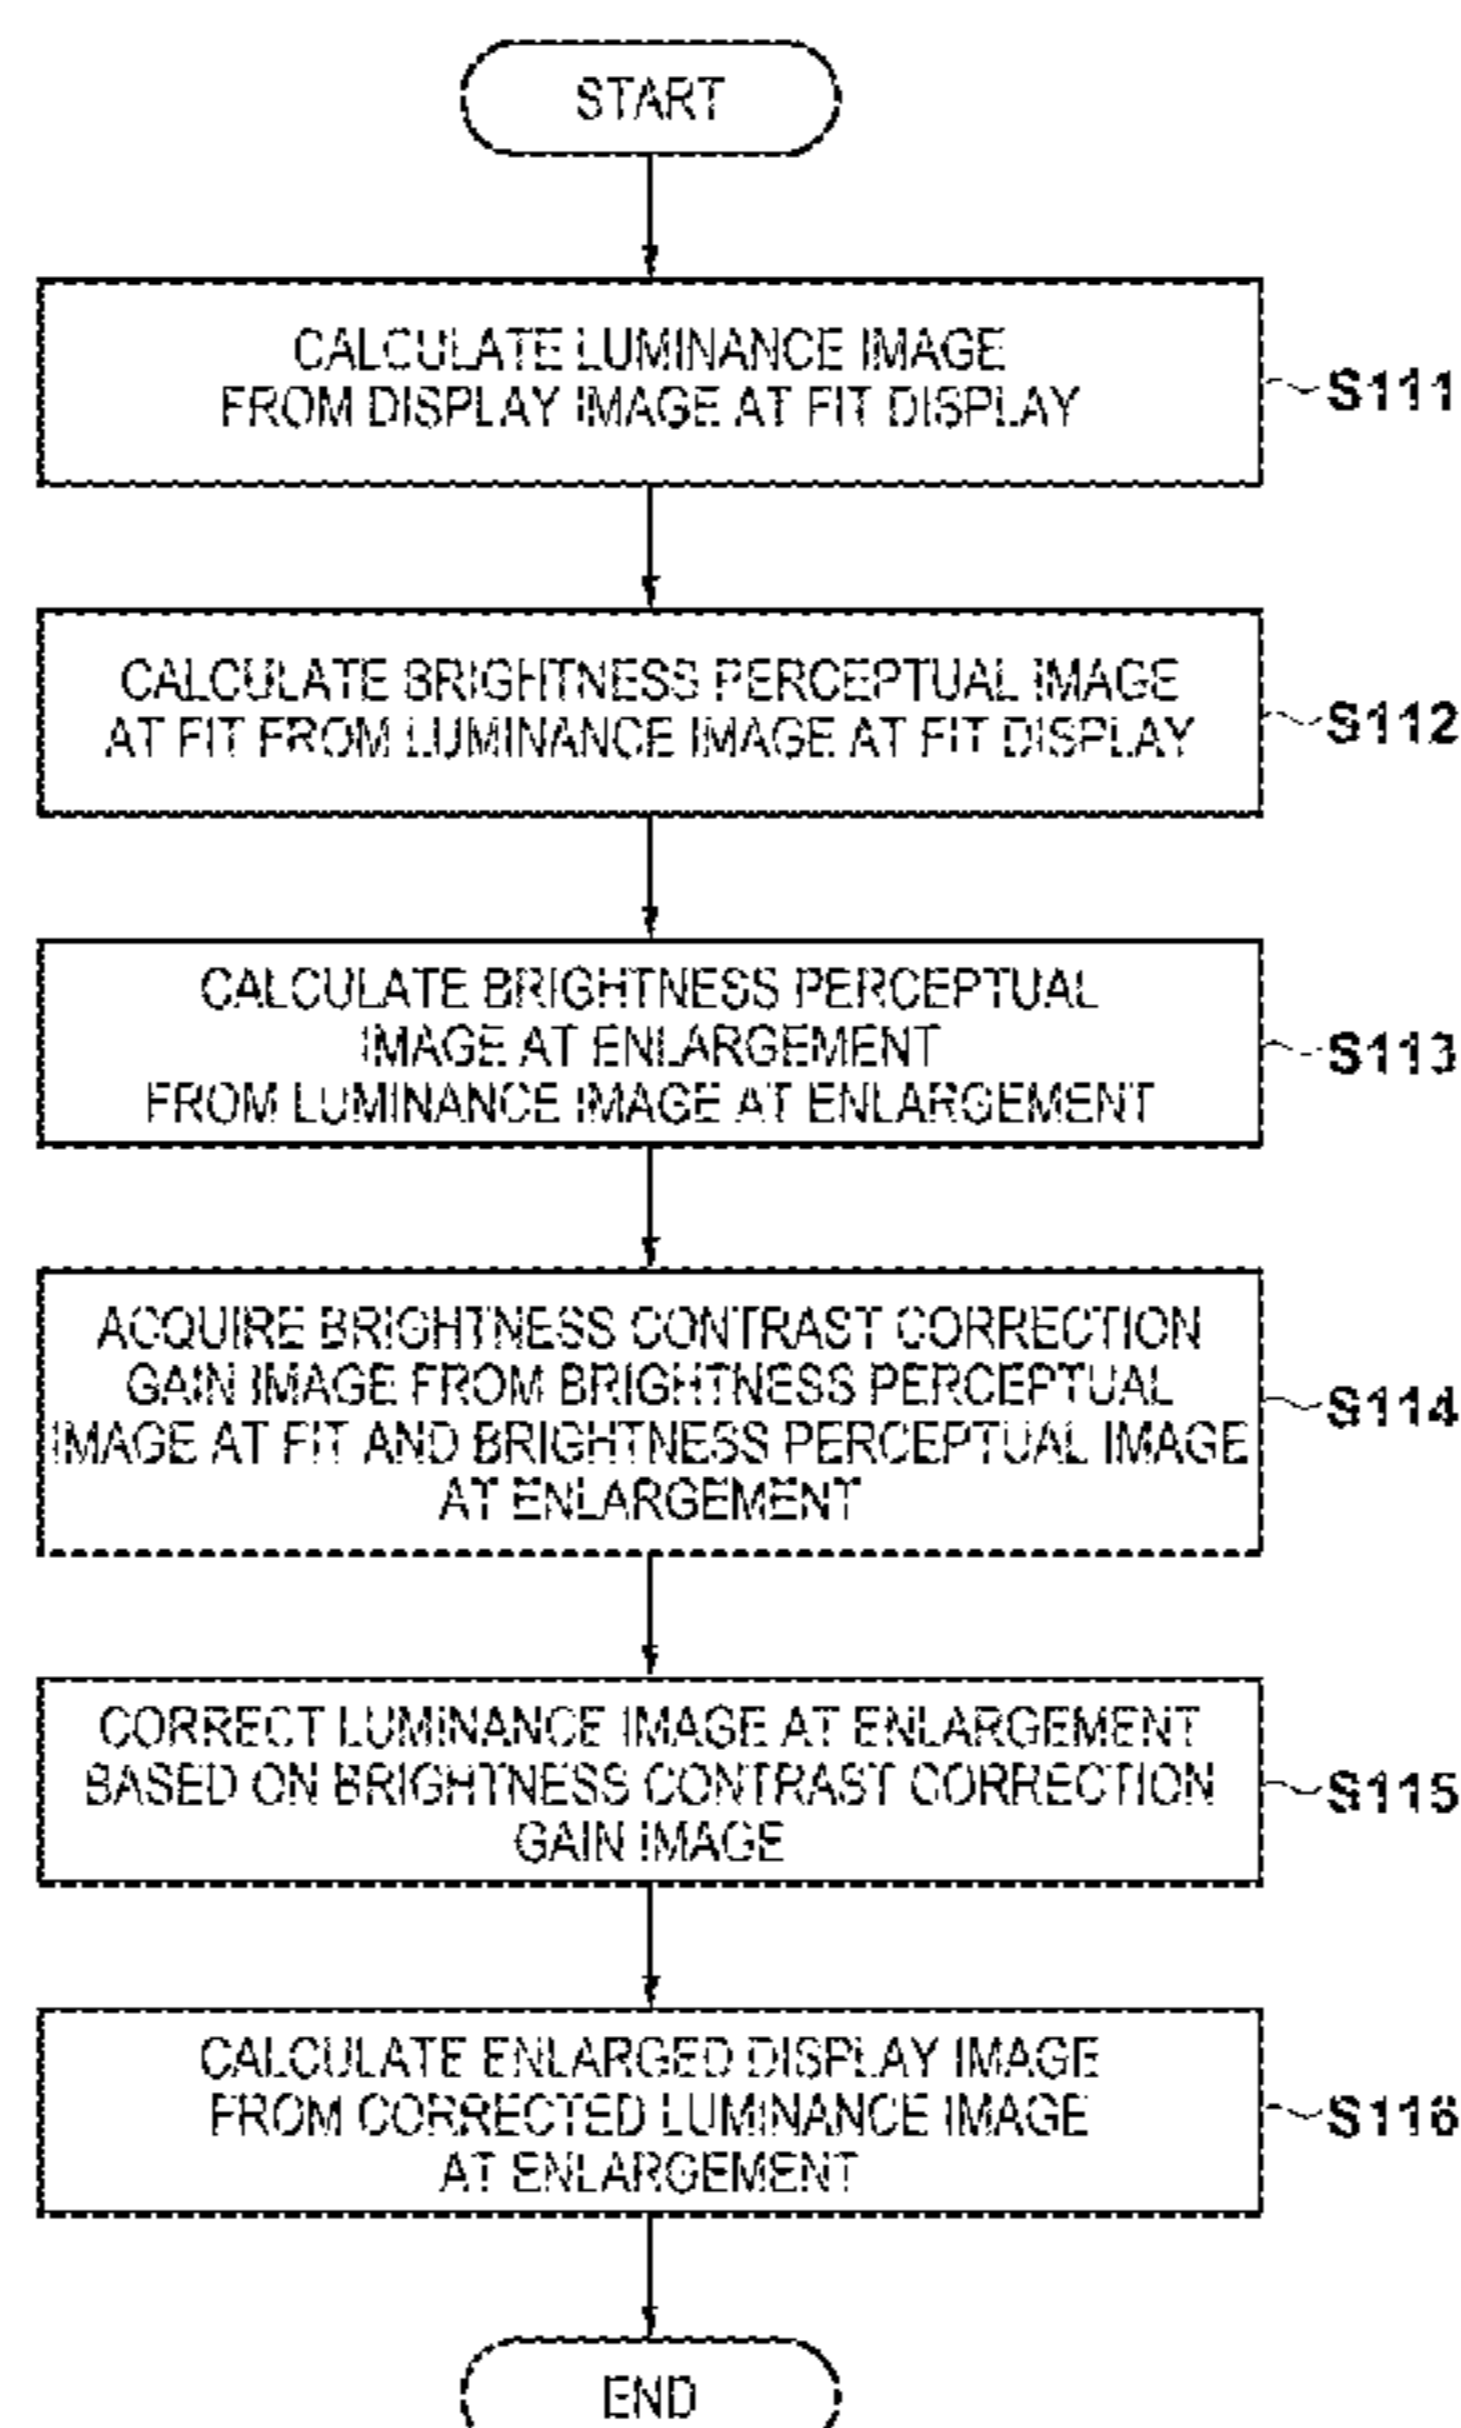 START
CALCULATE LUMINANCE IMAGE
FROM DISPLAY IMAGE AT FIT DISPLAY
S111
CALCULATE BRIGHTNESS PERCEPTUAL IMAGE
AT FIT FROM LUMINANCE IMAGE AT FIT DISPLAY
S112
CALCULATE BRIGHTNESS PERCEPTUAL
IMAGE AT ENLARGEMENT
FROM LUMINANCE IMAGE AT ENLARGEMENT
S113
ACQUIRE BRIGHTNESS CONTRAST CORRECTION
GAIN IMAGE FROM BRIGHTNESS PERCEPTUAL
IMAGE AT FIT AND BRIGHTNESS PERCEPTUAL IMAGE
AT ENLARGEMENT
S114
CORRECT LUMINANCE IMAGE AT ENLARGEMENT
BASED ON BRIGHTNESS CONTRAST CORRECTION
GAIN IMAGE
S115
CALCULATE ENLARGED DISPLAY IMAGE
FROM CORRECTED LUMINANCE IMAGE
AT ENLARGEMENT
S116
END